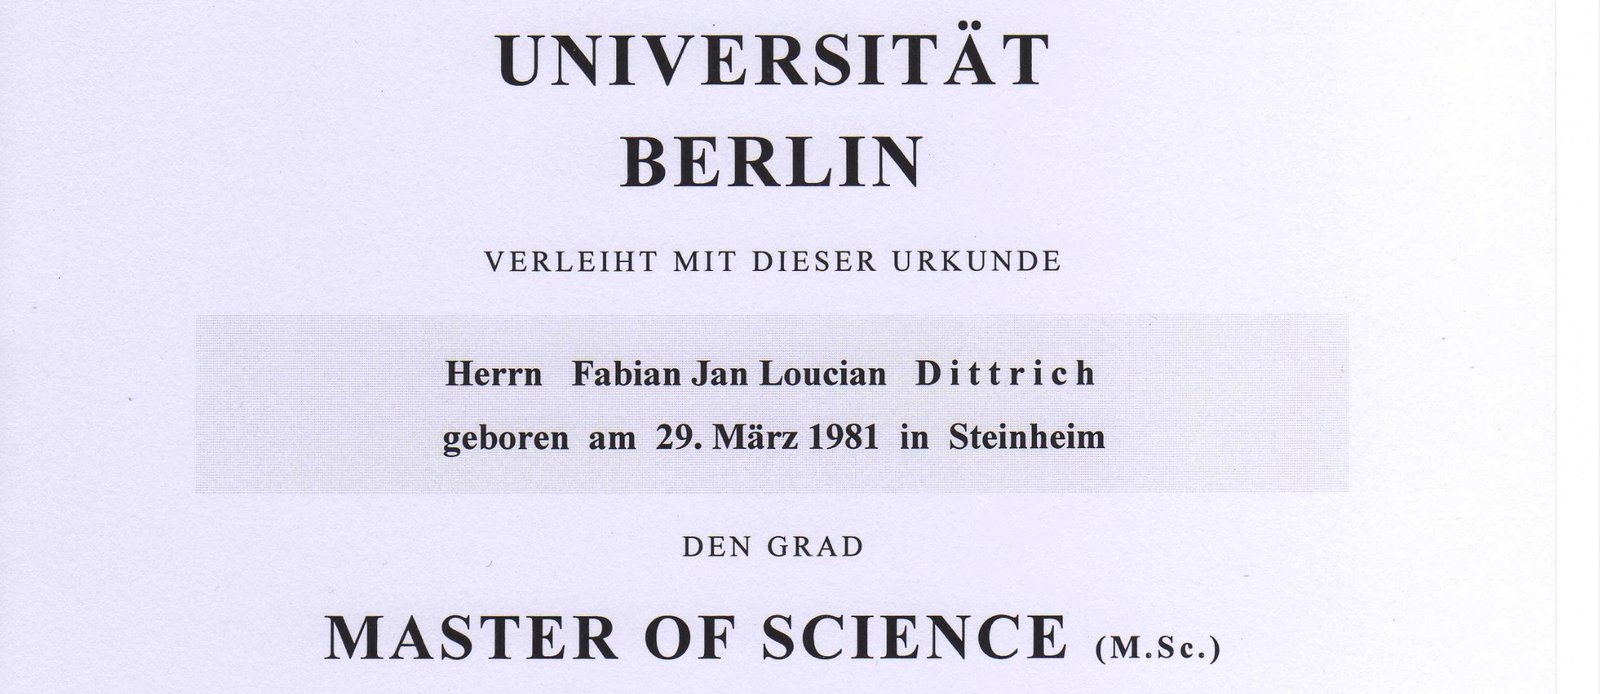 UNIVERSITÄT
BERLIN
VERLEIHT MIT DIESER URKUNDE
Herrn Fabian Jan Loucian Dittrich
geboren am 29. März 1981 in Steinheim
DEN GRAD
MASTER OF SCIENCE (M.Sc.)